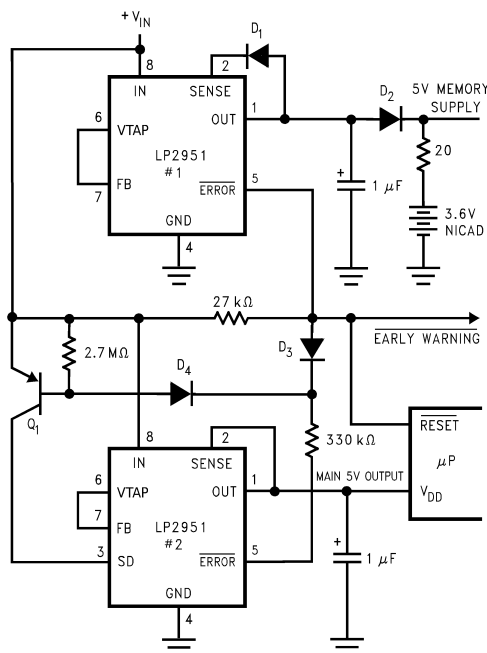 + VIN
D1
8
2
IN
SENSE
5V MEMORY
SUPPLY
D2
6
VTAP
OUT
1
LP2951
#1
20
+
1 μF
7
FB
ERROR
5
3.6V
NICAD
GND
4
27 kΩ
EARLY WARNING
2.7 MΩ
D3
D4
Q1
330 kΩ
RESET
μP
VDD
8
2
IN
SENSE
MAIN 5V OUTPUT
6
VTAP
OUT
1
7
FB
LP2951
#2
+
1 μF
3
SD
ERROR
5
GND
4